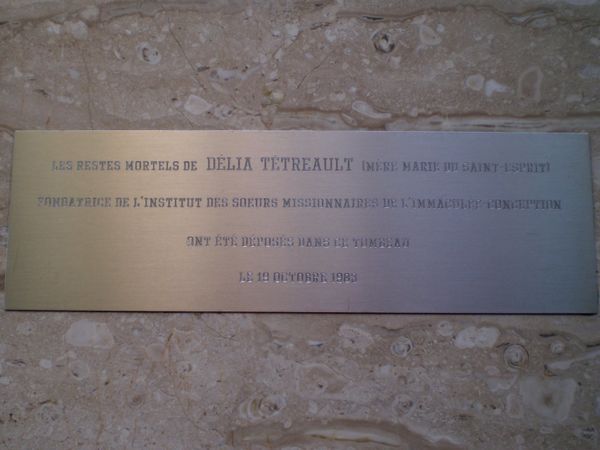 LES RESTES MORTELS DE DÉLIA TÉTREAULT (MÈRE MARIE DU SAINT-ESPRIT)
FONDATRICE DE L'INSTITUT DES SOEURS MISSIONNAIRES DE L'IMMACULÉE-CONCEPTION
ONT ÉTÉ DÉPOSÉS DANS CE TOMBEAU
LE 19 OCTOBRE 1983